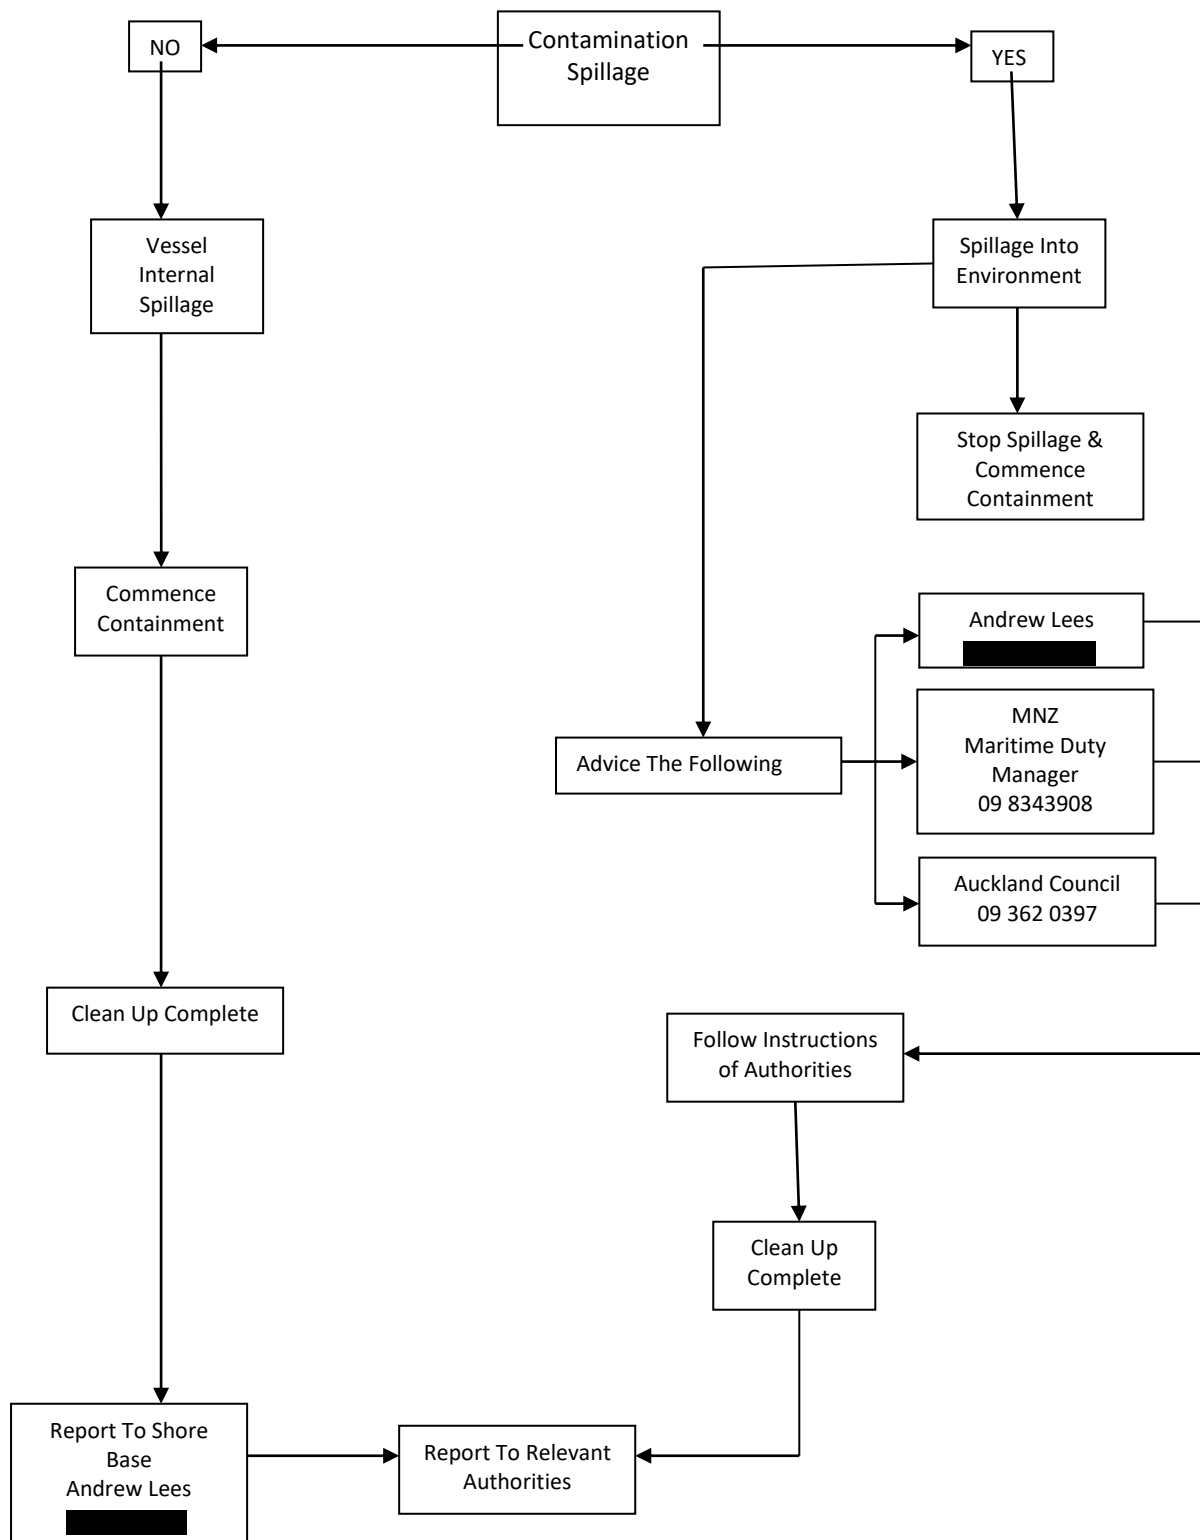 Contamination
Spillage
NO
YES
Vessel
Internal
Spillage
Spillage Into
Environment
Stop Spillage &
Commence
Containment
Commence
Containment
Andrew Lees
MNZ
Maritime Duty
Manager
09 8343908
Advice The Following
Auckland Council
09 362 0397
Clean Up Complete
Follow Instructions
of Authorities
Clean Up
Complete
Report To Shore
Base
Andrew Lees
Report To Relevant
Authorities